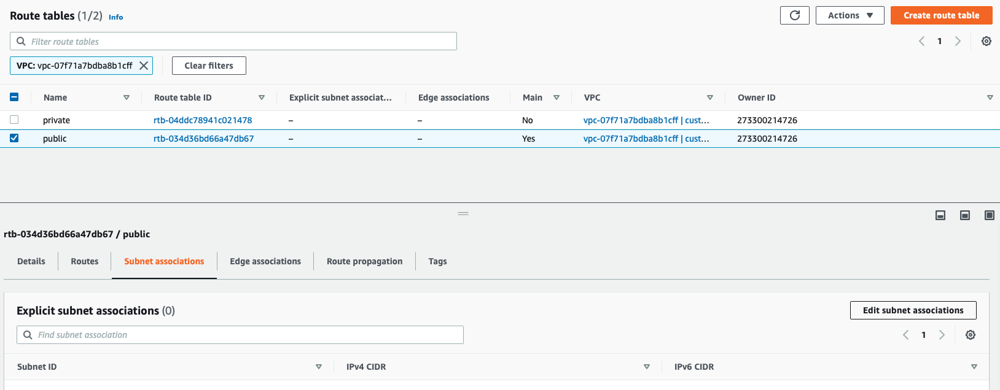 Route tables (1/2) Info
Actions Create route table
Filter route tables
1
VPC: vpc-07f71a7bdba8b1cff Clear filters
Name Route table ID Explicit subnet associat... Edge associations Main VPC Owner ID
private rtb-04ddc78941c021478 – – No vpc-07f71a7bdba8b1cff | cust... 273300214726
public rtb-034d36bd66a47db67 – – Yes vpc-07f71a7bdba8b1cff | cust... 273300214726
rtb-034d36bd66a47db67 / public
Details Routes Subnet associations Edge associations Route propagation Tags
Explicit subnet associations (0) Edit subnet associations
Find subnet association 1
Subnet ID IPv4 CIDR IPv6 CIDR